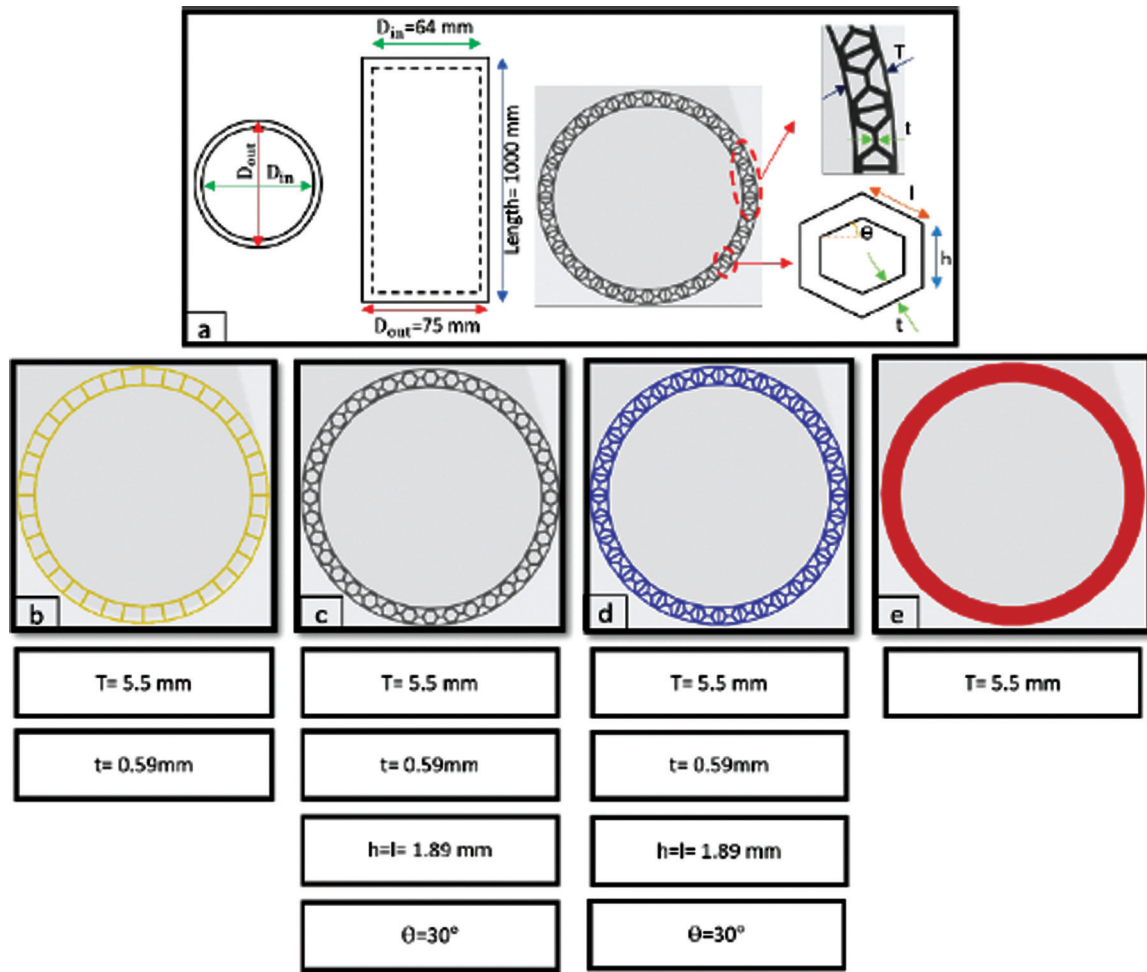 D_in=64 mm
D_out
D_in
Length= 1000 mm
D_out=75 mm
T
t
l
θ
h
t
a
b
c
d
e
T= 5.5 mm
T= 5.5 mm
T= 5.5 mm
T= 5.5 mm
t= 0.59mm
t= 0.59mm
t= 0.59mm
h=l= 1.89 mm
h=l= 1.89 mm
θ=30°
θ=30°